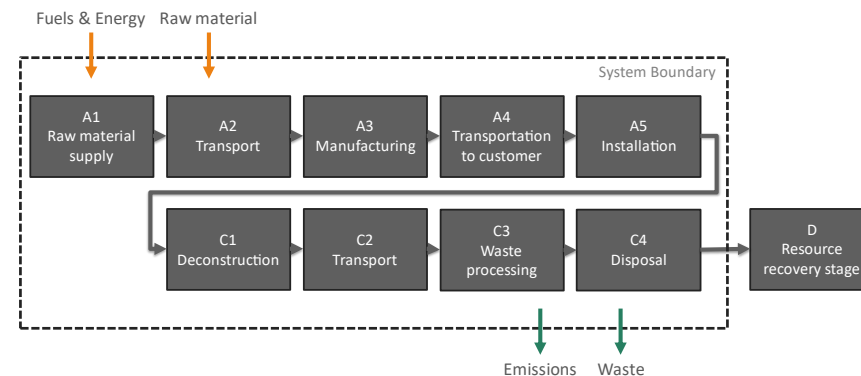 Fuels & Energy
Raw material
System Boundary
A1
Raw material
supply
A2
Transport
A3
Manufacturing
A4
Transportation
to customer
A5
Installation
C1
Deconstruction
C2
Transport
C3
Waste
processing
C4
Disposal
D
Resource
recovery stage
Emissions
Waste